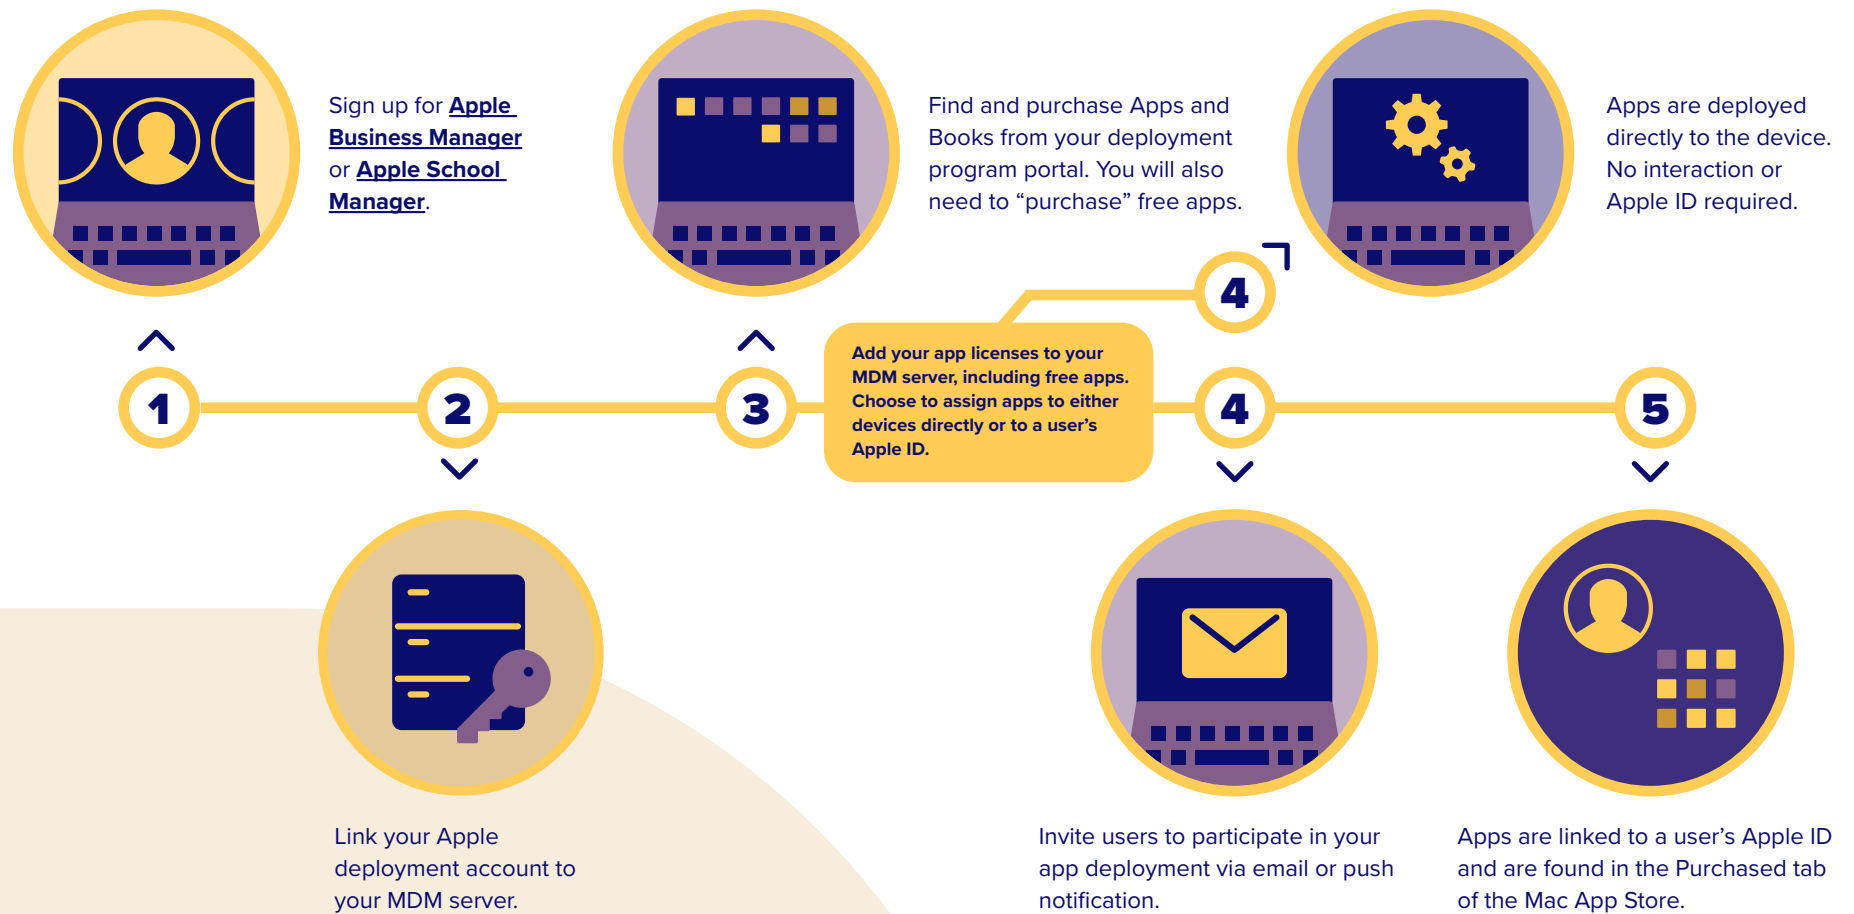 Sign up for Apple
Business Manager
or Apple School
Manager.
1
Link your Apple
deployment account to
your MDM server.
2
Find and purchase Apps and
Books from your deployment
program portal. You will also
need to “purchase” free apps.
3
Add your app licenses to your
MDM server, including free apps.
Choose to assign apps to either
devices directly or to a user’s
Apple ID.
4
Apps are deployed
directly to the device.
No interaction or
Apple ID required.
4
Invite users to participate in your
app deployment via email or push
notification.
5
Apps are linked to a user’s Apple ID
and are found in the Purchased tab
of the Mac App Store.